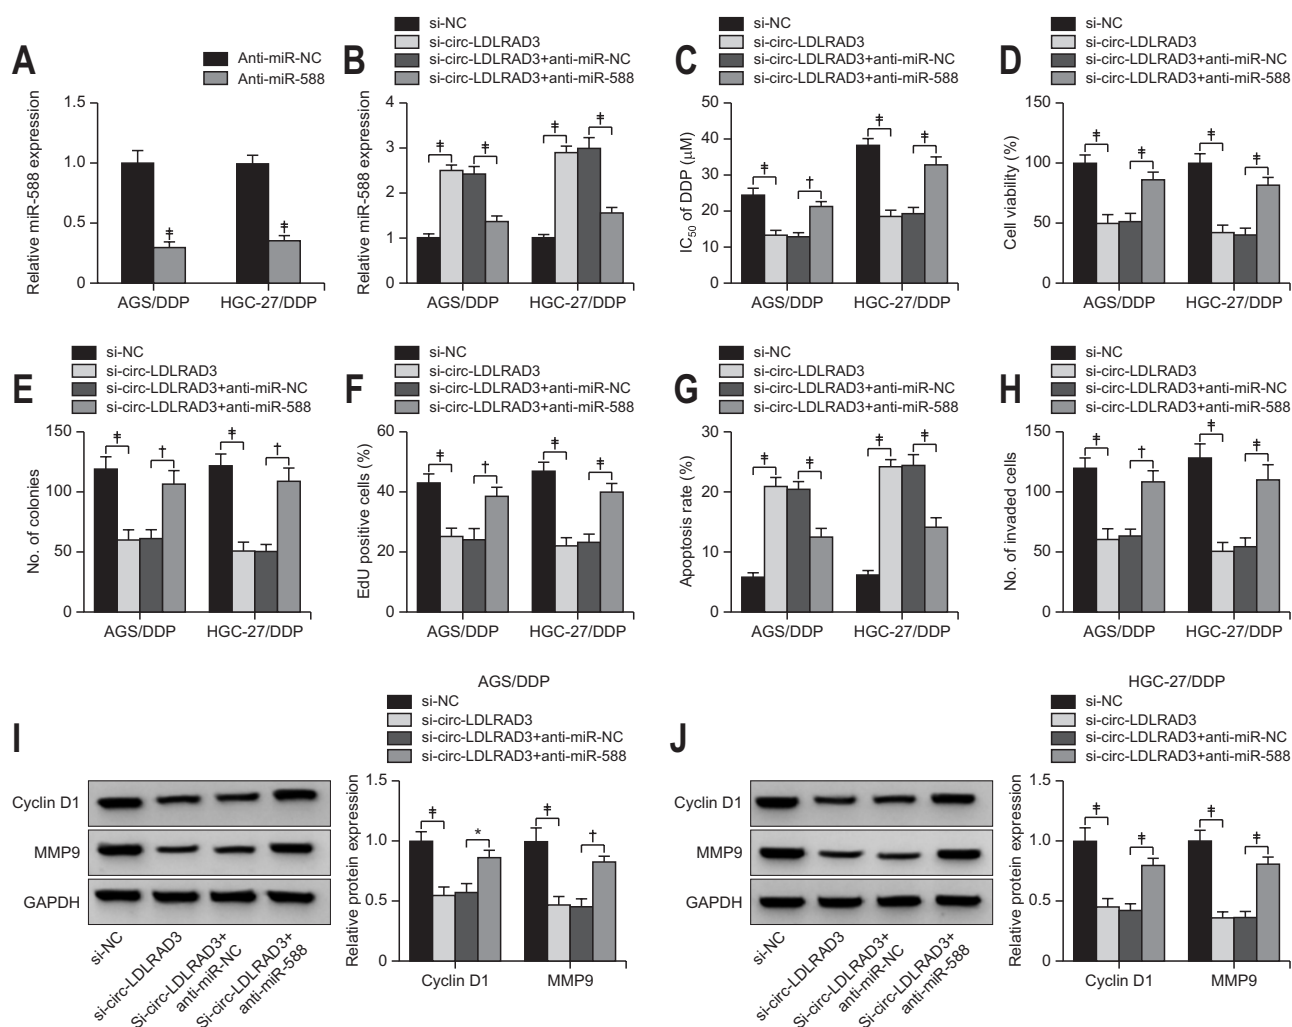 A
Anti-miR-NC
Anti-miR-588
Relative miR-588 expression
1.5
1.0
0.5
0
ǂ
ǂ
AGS/DDP
HGC-27/DDP
B
si-NC
si-circ-LDLRAD3
si-circ-LDLRAD3+anti-miR-NC
si-circ-LDLRAD3+anti-miR-588
Relative miR-588 expression
4
3
2
1
0
ǂ
ǂ
ǂ
ǂ
AGS/DDP
HGC-27/DDP
C
si-NC
si-circ-LDLRAD3
si-circ-LDLRAD3+anti-miR-NC
si-circ-LDLRAD3+anti-miR-588
IC50 of DDP (μM)
50
40
30
20
10
0
ǂ
†
ǂ
ǂ
AGS/DDP
HGC-27/DDP
D
si-NC
si-circ-LDLRAD3
si-circ-LDLRAD3+anti-miR-NC
si-circ-LDLRAD3+anti-miR-588
Cell viability (%)
150
100
50
0
ǂ
ǂ
ǂ
ǂ
AGS/DDP
HGC-27/DDP
E
si-NC
si-circ-LDLRAD3
si-circ-LDLRAD3+anti-miR-NC
si-circ-LDLRAD3+anti-miR-588
No. of colonies
150
100
50
0
ǂ
†
ǂ
†
AGS/DDP
HGC-27/DDP
F
si-NC
si-circ-LDLRAD3
si-circ-LDLRAD3+anti-miR-NC
si-circ-LDLRAD3+anti-miR-588
EdU positive cells (%)
60
40
20
0
ǂ
†
ǂ
ǂ
AGS/DDP
HGC-27/DDP
G
si-NC
si-circ-LDLRAD3
si-circ-LDLRAD3+anti-miR-NC
si-circ-LDLRAD3+anti-miR-588
Apoptosis rate (%)
30
20
10
0
ǂ
ǂ
ǂ
ǂ
AGS/DDP
HGC-27/DDP
H
si-NC
si-circ-LDLRAD3
si-circ-LDLRAD3+anti-miR-NC
si-circ-LDLRAD3+anti-miR-588
No. of invaded cells
150
100
50
0
ǂ
†
ǂ
ǂ
AGS/DDP
HGC-27/DDP
I
Cyclin D1
MMP9
GAPDH
si-NC
si-circ-LDLRAD3
Si-circ-LDLRAD3+
anti-miR-NC
Si-circ-LDLRAD3+
anti-miR-588
AGS/DDP
si-NC
si-circ-LDLRAD3
si-circ-LDLRAD3+anti-miR-NC
si-circ-LDLRAD3+anti-miR-588
Relative protein expression
1.5
1.0
0.5
0
ǂ
*
ǂ
†
Cyclin D1
MMP9
J
Cyclin D1
MMP9
GAPDH
si-NC
si-circ-LDLRAD3
Si-circ-LDLRAD3+
anti-miR-NC
Si-circ-LDLRAD3+
anti-miR-588
HGC-27/DDP
si-NC
si-circ-LDLRAD3
si-circ-LDLRAD3+anti-miR-NC
si-circ-LDLRAD3+anti-miR-588
Relative protein expression
1.5
1.0
0.5
0
ǂ
ǂ
ǂ
ǂ
Cyclin D1
MMP9